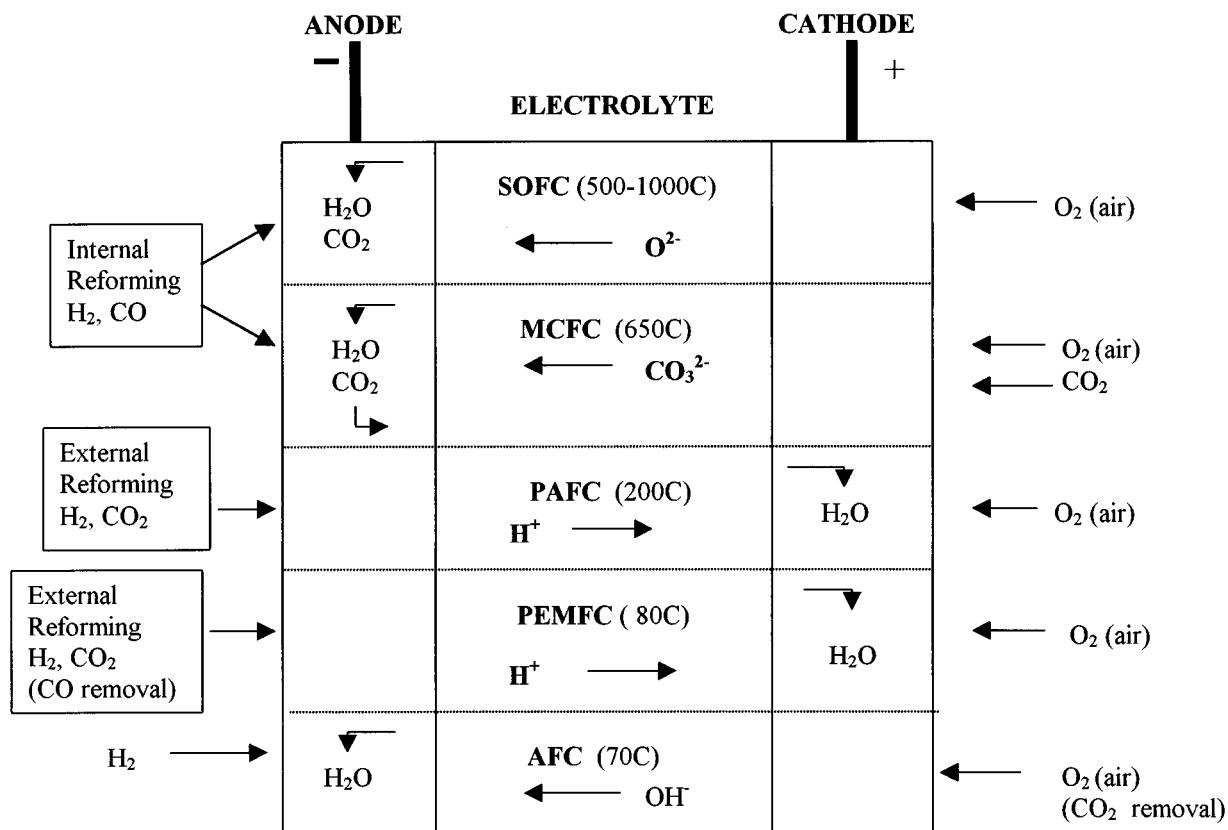 ANODE
CATHODE
−
+
ELECTROLYTE
SOFC (500-1000C)
H₂O
CO₂
O²⁻
O₂ (air)
Internal
Reforming
H₂, CO
MCFC (650C)
H₂O
CO₂
CO₃²⁻
O₂ (air)
CO₂
External
Reforming
H₂, CO₂
PAFC (200C)
H⁺
H₂O
O₂ (air)
External
Reforming
H₂, CO₂
(CO removal)
PEMFC ( 80C)
H⁺
H₂O
O₂ (air)
H₂
H₂O
AFC (70C)
OH⁻
O₂ (air)
(CO₂ removal)